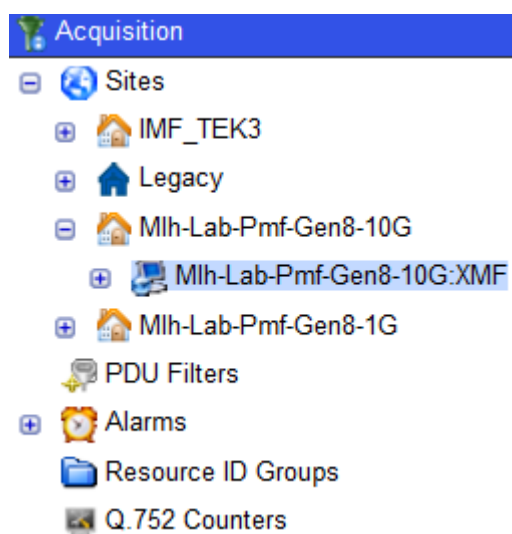 Acquisition
Sites
IMF_TEK3
Legacy
Mlh-Lab-Pmf-Gen8-10G
Mlh-Lab-Pmf-Gen8-10G:XMF
Mlh-Lab-Pmf-Gen8-1G
PDU Filters
Alarms
Resource ID Groups
Q.752 Counters